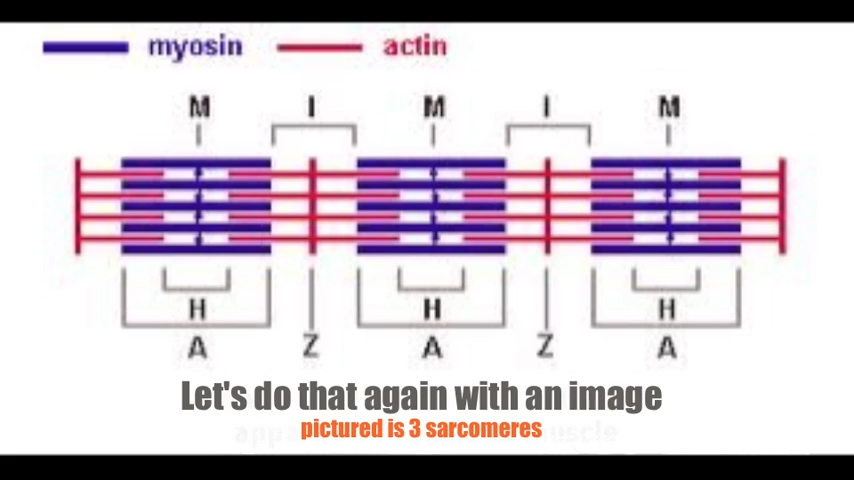 myosin actin
M I M I M
H H H
A Z A Z A
Let's do that again with an image
pictured is 3 sarcomeres